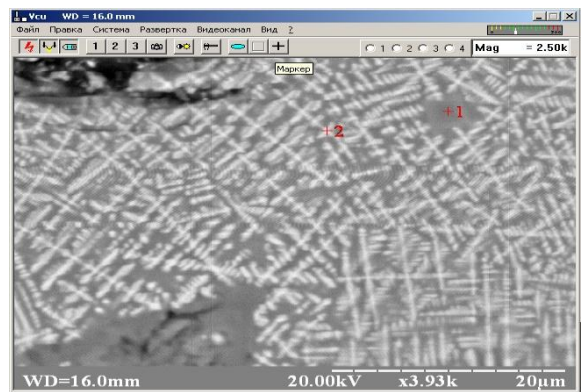 Vcu WD = 16.0 mm
Файл Правка Система Развертка Видеоканал Вид ?
1 2 3 1 2 3 4 Mag = 2.50k
Маркер
+1
+2
WD=16.0mm 20.00kV x3.93k 20µm